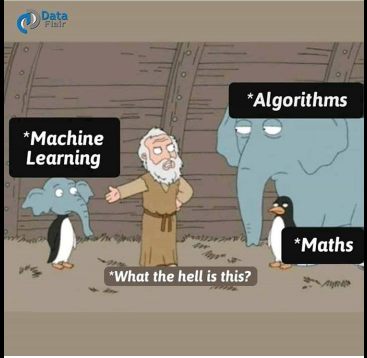 Data
Flair
*Algorithms
*Machine
Learning
*Maths
*What the hell is this?